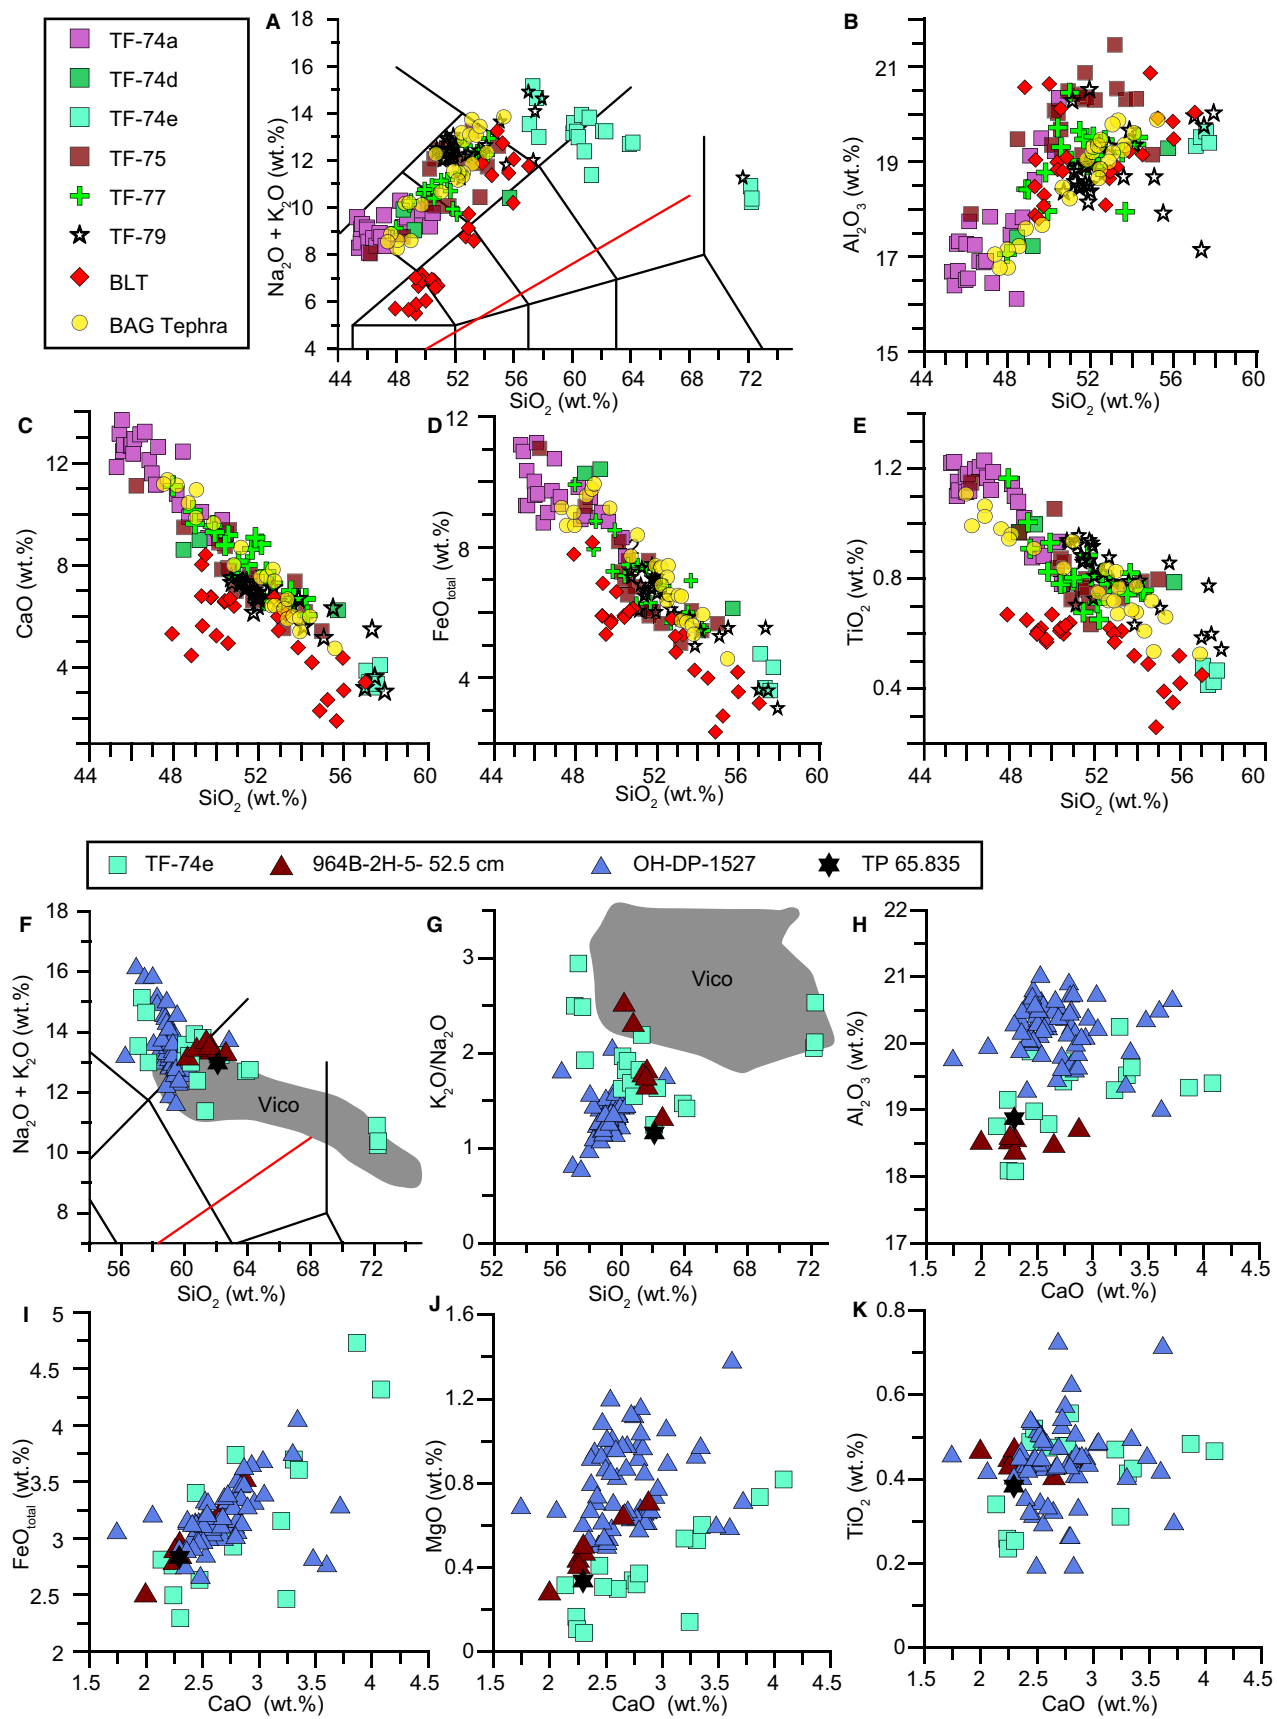 TF-74a
TF-74d
TF-74e
TF-75
TF-77
TF-79
BLT
BAG Tephra
A
18
16
14
12
10
8
6
4
Na₂O + K₂O (wt.%)
44 48 52 56 60 64 72
SiO₂ (wt.%)
B
21
19
17
15
Al₂O₃ (wt.%)
44 48 52 56 60
SiO₂ (wt.%)
C
12
8
4
CaO (wt.%)
44 48 52 56 60
SiO₂ (wt.%)
D
12
8
4
FeOtotal (wt.%)
44 48 52 56 60
SiO₂ (wt.%)
E
1.2
0.8
0.4
TiO₂ (wt.%)
44 48 52 56 60
SiO₂ (wt.%)
TF-74e 964B-2H-5- 52.5 cm OH-DP-1527 TP 65.835
F
18
16
14
12
10
8
Na₂O + K₂O (wt.%)
Vico
56 60 64 68 72
SiO₂ (wt.%)
G
3
2
1
0
K₂O/Na₂O
Vico
52 56 60 64 68 72
SiO₂ (wt.%)
H
22
21
20
19
18
17
Al₂O₃ (wt.%)
1.5 2 2.5 3 3.5 4 4.5
CaO (wt.%)
I
5
4.5
4
3.5
3
2.5
2
FeOtotal (wt.%)
1.5 2 2.5 3 3.5 4 4.5
CaO (wt.%)
J
1.6
1.2
0.8
0.4
0
MgO (wt.%)
1.5 2 2.5 3 3.5 4 4.5
CaO (wt.%)
K
0.8
0.6
0.4
0.2
0
TiO₂ (wt.%)
1.5 2 2.5 3 3.5 4 4.5
CaO (wt.%)